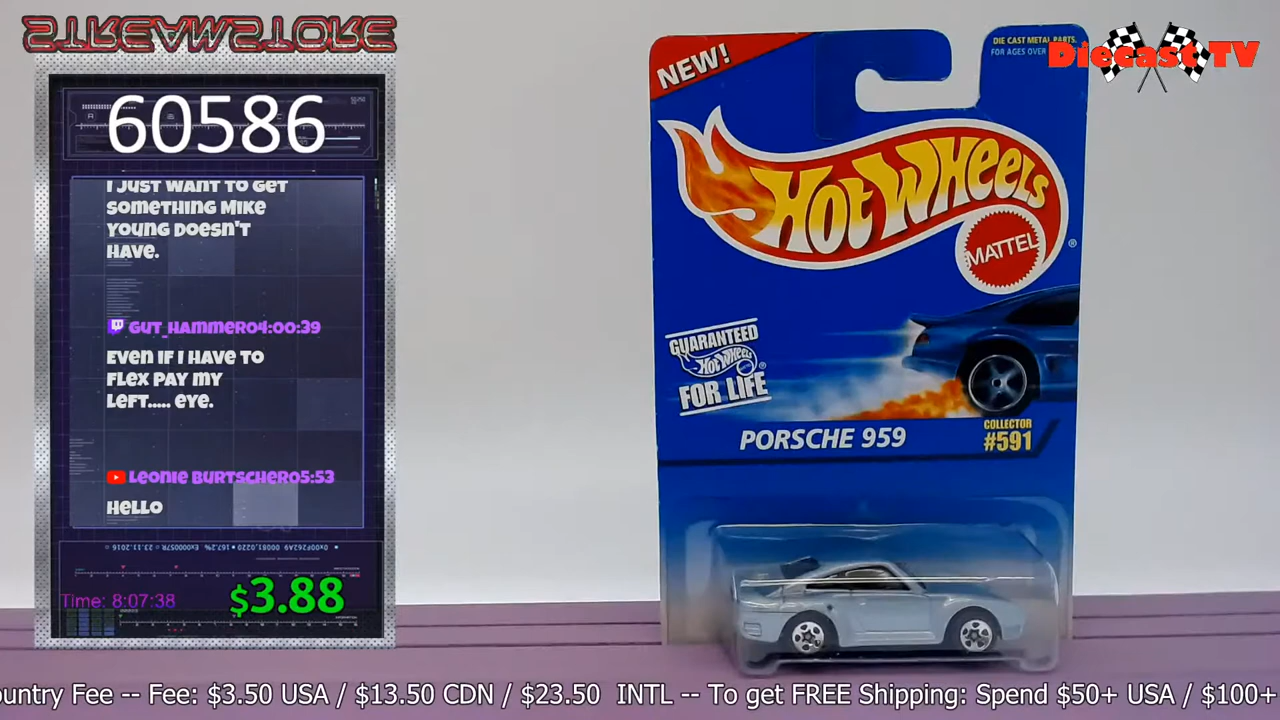 STREAMSTORE
60586
I just want to get
something Mike
Young doesn't
have.
Gut_Hammer04:00:39
Even if I have to
flex pay my
left..... eye.
Leonie Burtscher05:53
Hello
Time: 8:07:38
$3.88
Diecast TV
NEW!
DIE CAST METAL PARTS.
FOR AGES OVER
HOT WHEELS
MATTEL
®
GUARANTEED
HOT WHEELS
®
FOR LIFE
PORSCHE 959
COLLECTOR
#591
ountry Fee -- Fee: $3.50 USA / $13.50 CDN / $23.50 INTL -- To get FREE Shipping: Spend $50+ USA / $100+